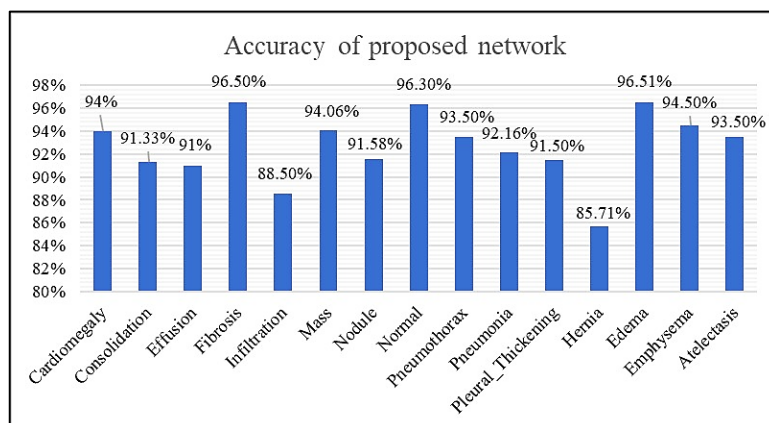 Accuracy of proposed network
98%
96%
94%
92%
90%
88%
86%
84%
82%
80%
94%
91.33%
91%
96.50%
88.50%
94.06%
91.58%
96.30%
93.50%
92.16%
91.50%
85.71%
96.51%
94.50%
93.50%
Cardiomegaly
Consolidation
Effusion
Fibrosis
Infiltration
Mass
Nodule
Normal
Pneumothorax
Pneumonia
Pleural_Thickening
Hernia
Edema
Emphysema
Atelectasis